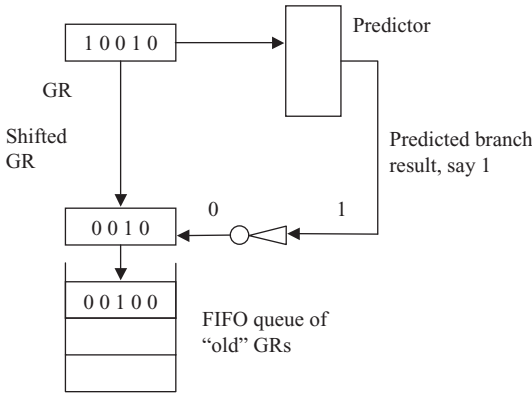 1 0 0 1 0
Predictor
GR
Shifted
GR
Predicted branch
result, say 1
0
1
0 0 1 0
0 0 1 0 0
FIFO queue of
“old” GRs